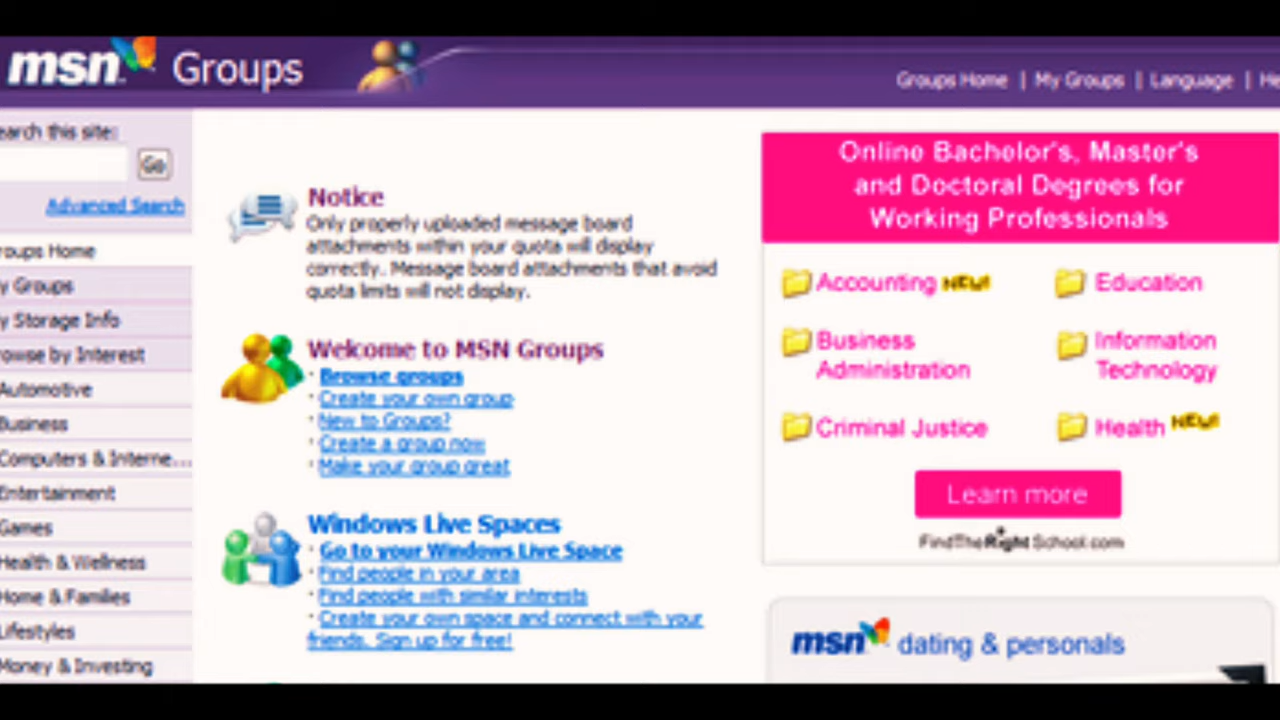 msn Groups
Groups Home | My Groups | Language | He
earch this site:
Go
Advanced Search
roups Home
y Groups
y Storage Info
rowse by Interest
Automotive
Business
Computers & Interne...
Entertainment
Games
Health & Wellness
Home & Families
Lifestyles
Money & Investing
Notice
Only properly uploaded message board
attachments within your quota will display
correctly. Message board attachments that avoid
quota limits will not display.
Welcome to MSN Groups
· Browse groups
· Create your own group
· New to Groups?
· Create a group now
· Make your group great
Windows Live Spaces
· Go to your Windows Live Space
· Find people in your area
· Find people with similar interests
· Create your own space and connect with your
friends. Sign up for free!
Online Bachelor's, Master's
and Doctoral Degrees for
Working Professionals
Accounting NEW!
Education
Business
Administration
Information
Technology
Criminal Justice
Health NEW!
Learn more
FindTheRightSchool.com
msn dating & personals